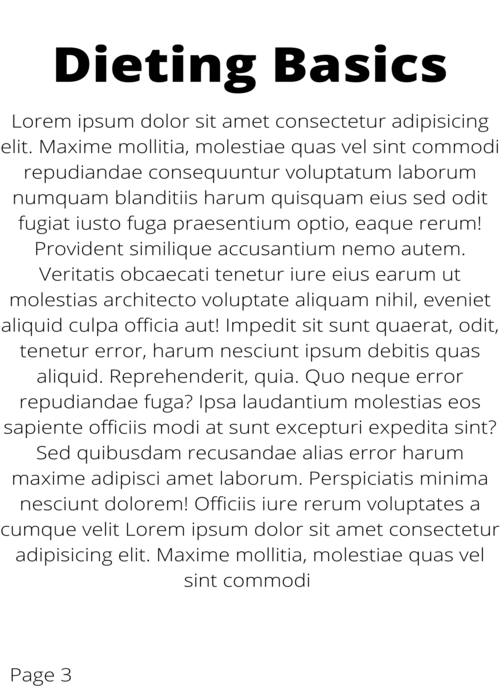 Dieting Basics
Lorem ipsum dolor sit amet consectetur adipisicing
elit. Maxime mollitia, molestiae quas vel sint commodi
repudiandae consequuntur voluptatum laborum
numquam blanditiis harum quisquam eius sed odit
fugiat iusto fuga praesentium optio, eaque rerum!
Provident similique accusantium nemo autem.
Veritatis obcaecati tenetur iure eius earum ut
molestias architecto voluptate aliquam nihil, eveniet
aliquid culpa officia aut! Impedit sit sunt quaerat, odit,
tenetur error, harum nesciunt ipsum debitis quas
aliquid. Reprehenderit, quia. Quo neque error
repudiandae fuga? Ipsa laudantium molestias eos
sapiente officiis modi at sunt excepturi expedita sint?
Sed quibusdam recusandae alias error harum
maxime adipisci amet laborum. Perspiciatis minima
nesciunt dolorem! Officiis iure rerum voluptates a
cumque velit Lorem ipsum dolor sit amet consectetur
adipisicing elit. Maxime mollitia, molestiae quas vel
sint commodi
Page 3